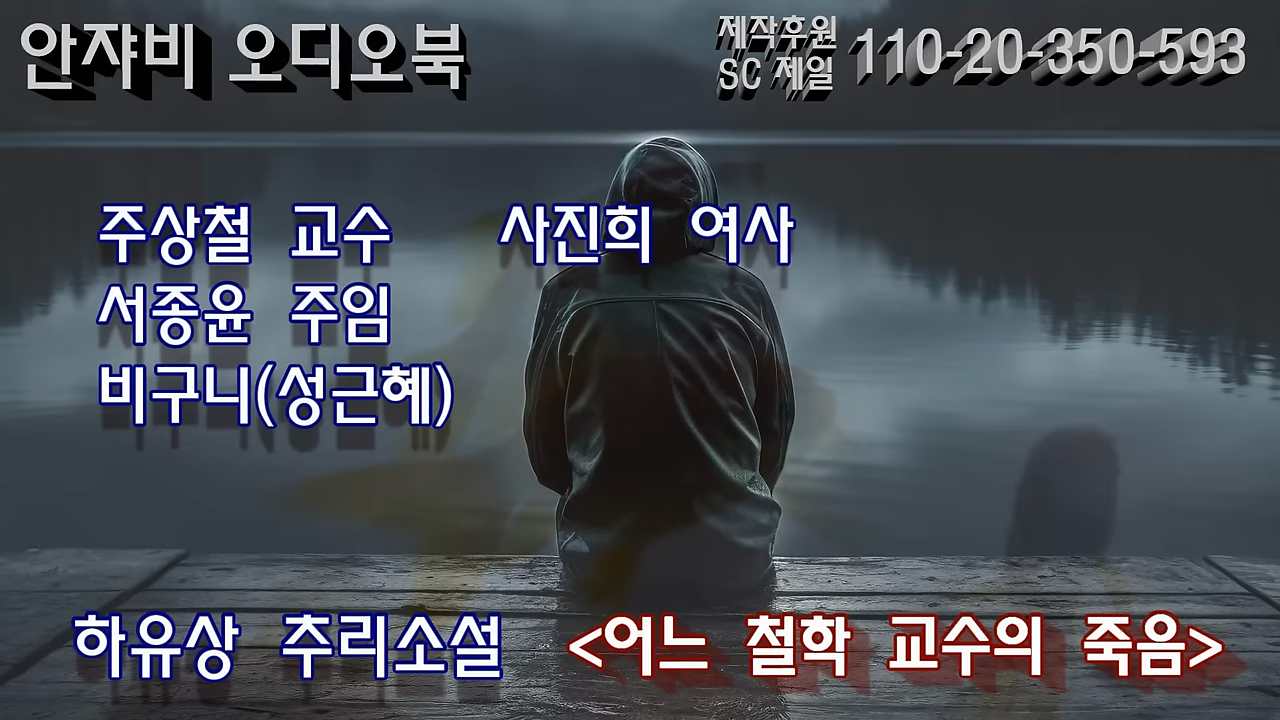 안쟈비 오디오북
제작후원
SC 제일
110-20-350-593
주상철 교수 사진희 여사
서종윤 주임
비구니(성근혜)
하유상 추리소설 <어느 철학 교수의 죽음>